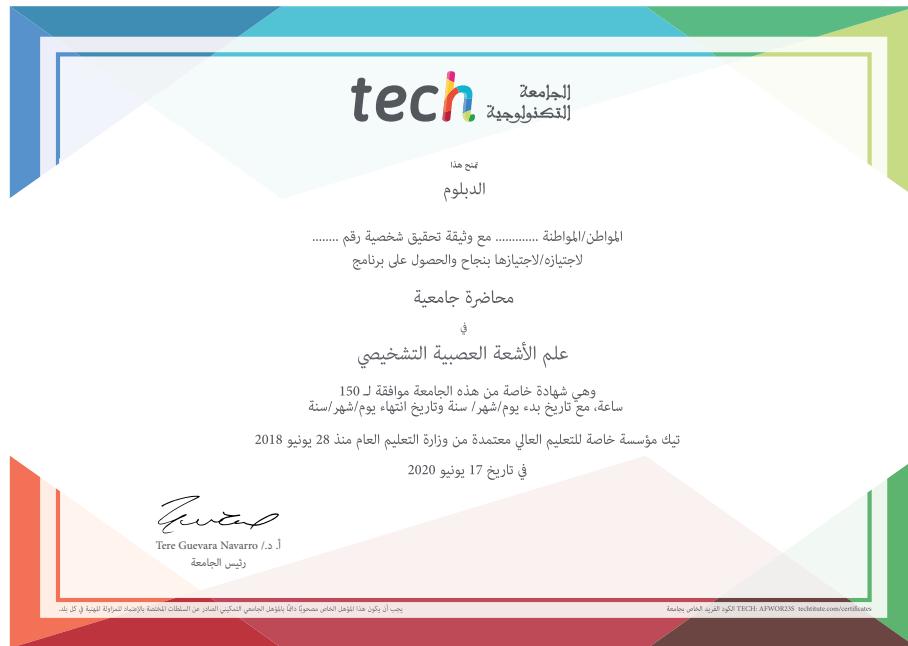 tech الجامعة
التكنولوجية
تمنح هذا
الدبلوم
المواطن/المواطنة ............. مع وثيقة تحقيق شخصية رقم ........
لاجتيازه/لاجتيازها بنجاح والحصول على برنامج
محاضرة جامعية
في
علم الأشعة العصبية التشخيصي
وهي شهادة خاصة من هذه الجامعة موافقة لـ 150
ساعة، مع تاريخ بدء يوم/شهر/ سنة وتاريخ انتهاء يوم/شهر/سنة
تيك مؤسسة خاصة للتعليم العالي معتمدة من وزارة التعليم العام منذ 28 يونيو 2018
في تاريخ 17 يونيو 2020
أ. د./ Tere Guevara Navarro
رئيس الجامعة
يجب أن يكون هذا المؤهل الخاص مصحوبًا دائمًا بالمؤهل الجامعي التمكيني الصادر عن السلطات المختصة بالإعتماد للمزاولة المهنية في كل بلد.
الكود الفريد الخاص بجامعة TECH: AFWOR23S techtitute.com/certificates